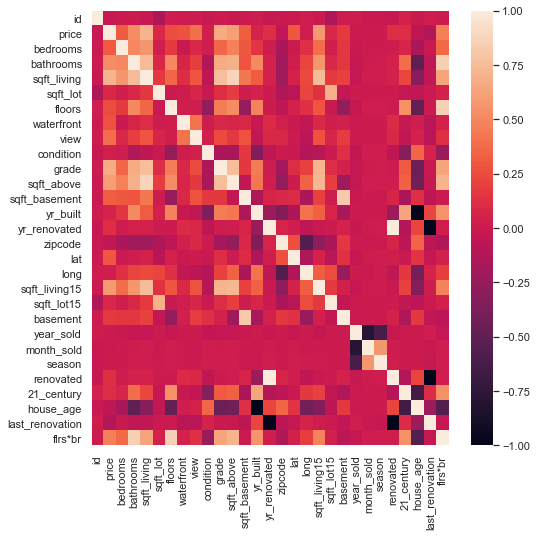 id
price
bedrooms
bathrooms
sqft_living
sqft_lot
floors
waterfront
view
condition
grade
sqft_above
sqft_basement
yr_built
yr_renovated
zipcode
lat
long
sqft_living15
sqft_lot15
basement
year_sold
month_sold
season
renovated
21_century
house_age
last_renovation
flrs*br
id
price
bedrooms
bathrooms
sqft_living
sqft_lot
floors
waterfront
view
condition
grade
sqft_above
sqft_basement
yr_built
yr_renovated
zipcode
lat
long
sqft_living15
sqft_lot15
basement
year_sold
month_sold
season
renovated
21_century
house_age
last_renovation
flrs*br
1.00
0.75
0.50
0.25
0.00
−0.25
−0.50
−0.75
−1.00